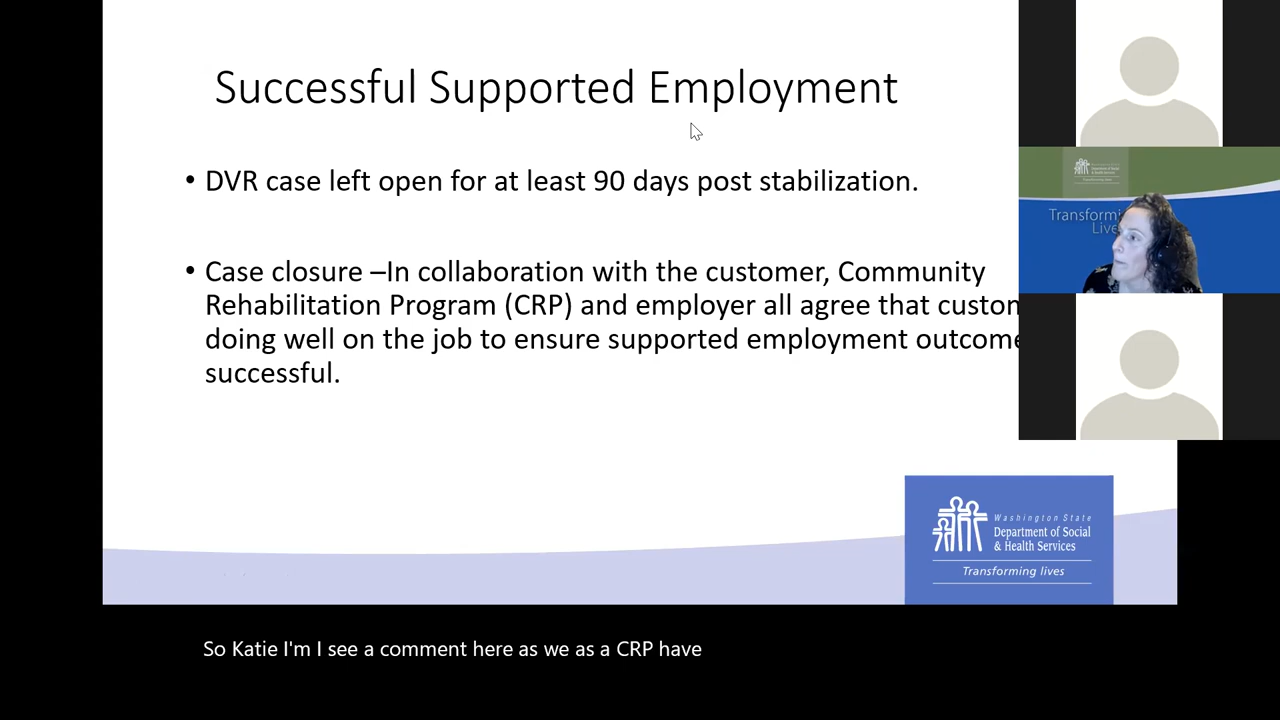 Successful Supported Employment
• DVR case left open for at least 90 days post stabilization.
• Case closure –In collaboration with the customer, Community
Rehabilitation Program (CRP) and employer all agree that custom
doing well on the job to ensure supported employment outcome
successful.
Transformi
Live
Washington State
Department of Social
& Health Services
Transforming lives
So Katie I'm I see a comment here as we as a CRP have